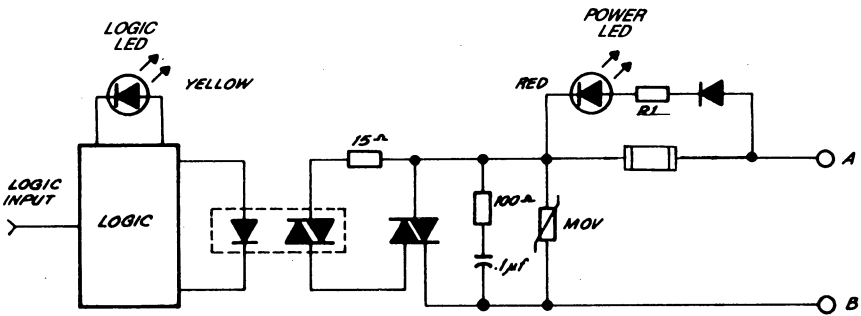 LOGIC
LED
YELLOW
POWER
LED
RED
R1
15Ω
A
LOGIC
INPUT
LOGIC
100Ω
MOV
.1μf
B